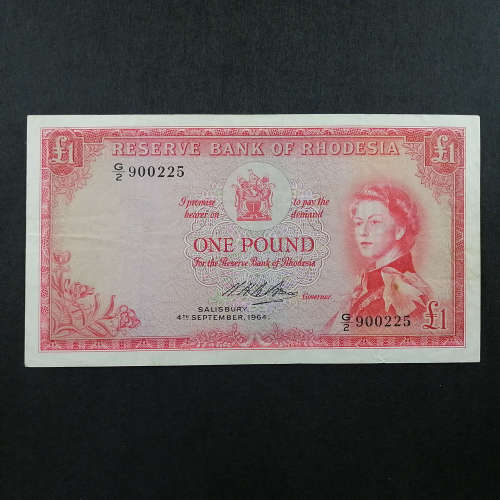 £1 RESERVE BANK OF RHODESIA £1
G/2 900225
I promise to pay the
bearer on demand
ONE POUND
For the Reserve Bank of Rhodesia
Governor.
SALISBURY,
4TH SEPTEMBER, 1964.
G/2 900225
£1